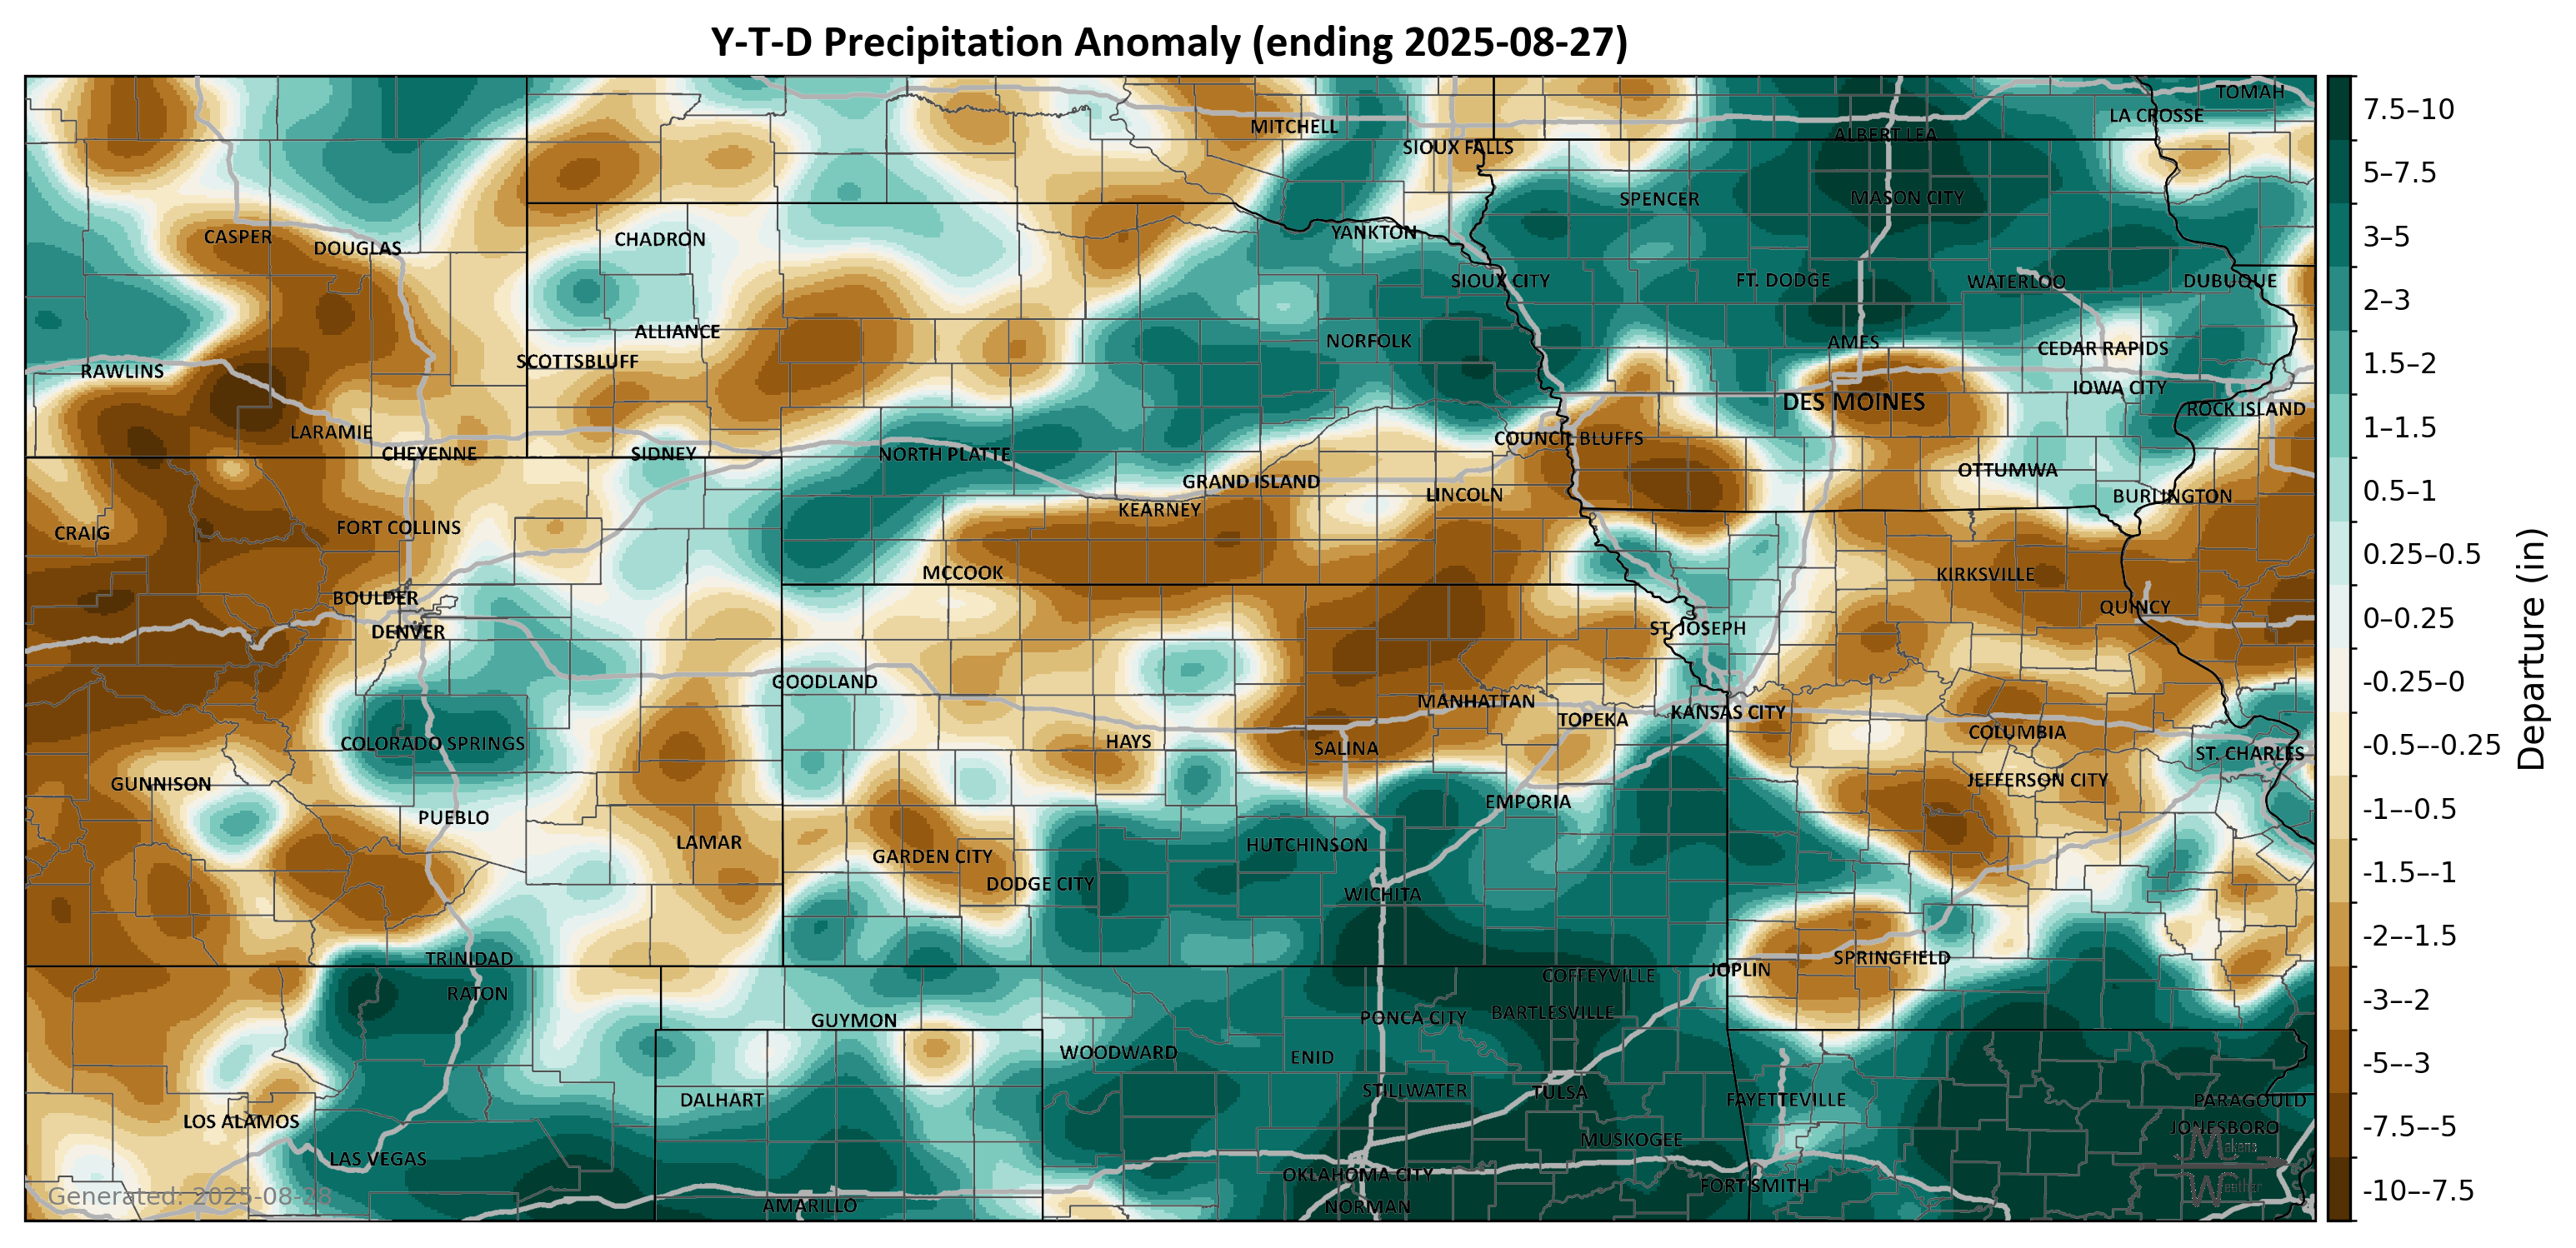 Y-T-D Precipitation Anomaly (ending 2025-08-27)
TOMAH
LA CROSSE
MITCHELL
ALBERT LEA
SIOUX FALLS
SPENCER
MASON CITY
CASPER
DOUGLAS
CHADRON
YANKTON
SIOUX CITY
FT. DODGE
WATERLOO
DUBUQUE
ALLIANCE
NORFOLK
AMES
CEDAR RAPIDS
SCOTTSBLUFF
RAWLINS
IOWA CITY
DES MOINES
ROCK ISLAND
LARAMIE
COUNCIL BLUFFS
CHEYENNE
SIDNEY
NORTH PLATTE
OTTUMWA
GRAND ISLAND
LINCOLN
BURLINGTON
KEARNEY
CRAIG
FORT COLLINS
MCCOOK
KIRKSVILLE
BOULDER
QUINCY
DENVER
ST. JOSEPH
GOODLAND
MANHATTAN
TOPEKA
KANSAS CITY
COLORADO SPRINGS
HAYS
SALINA
COLUMBIA
ST. CHARLES
GUNNISON
JEFFERSON CITY
PUEBLO
EMPORIA
LAMAR
GARDEN CITY
HUTCHINSON
DODGE CITY
WICHITA
TRINIDAD
SPRINGFIELD
JOPLIN
COFFEYVILLE
RATON
GUYMON
PONCA CITY
BARTLESVILLE
WOODWARD
ENID
STILLWATER
TULSA
DALHART
FAYETTEVILLE
PARAGOULD
LOS ALAMOS
JONESBORO
MUSKOGEE
Makens
LAS VEGAS
OKLAHOMA CITY
FORT SMITH
Weather
Generated: 2025-08-28
AMARILLO
NORMAN
7.5–10
5–7.5
3–5
2–3
1.5–2
1–1.5
0.5–1
0.25–0.5
0–0.25
-0.25–0
-0.5–-0.25
-1–-0.5
-1.5–-1
-2–-1.5
-3–-2
-5–-3
-7.5–-5
-10–-7.5
Departure (in)